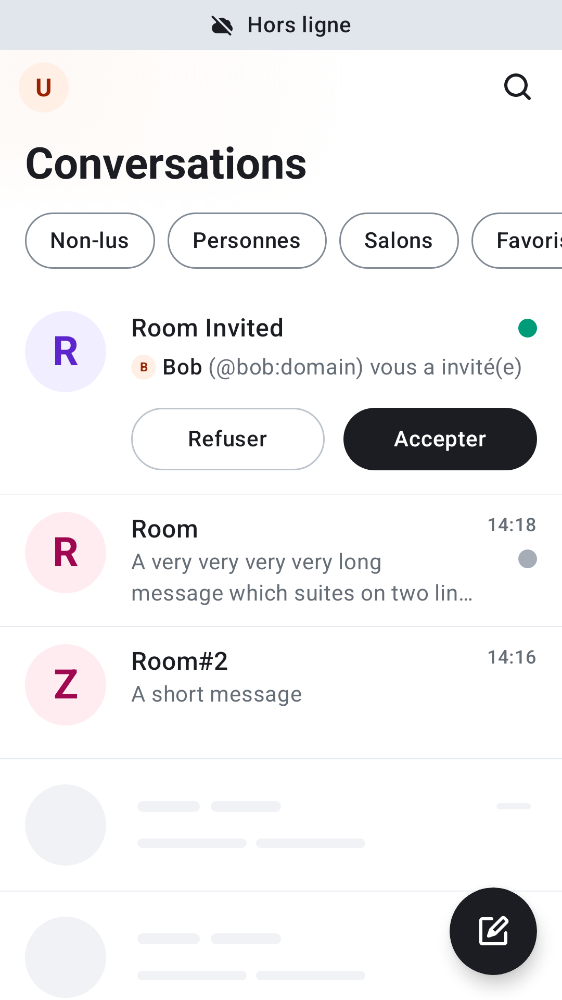 Hors ligne
U
Conversations
Non-lus Personnes Salons Favoris
R
Room Invited
B Bob (@bob:domain) vous a invité(e)
Refuser Accepter
R
Room 14:18
A very very very very long
message which suites on two lin…
Z
Room#2 14:16
A short message